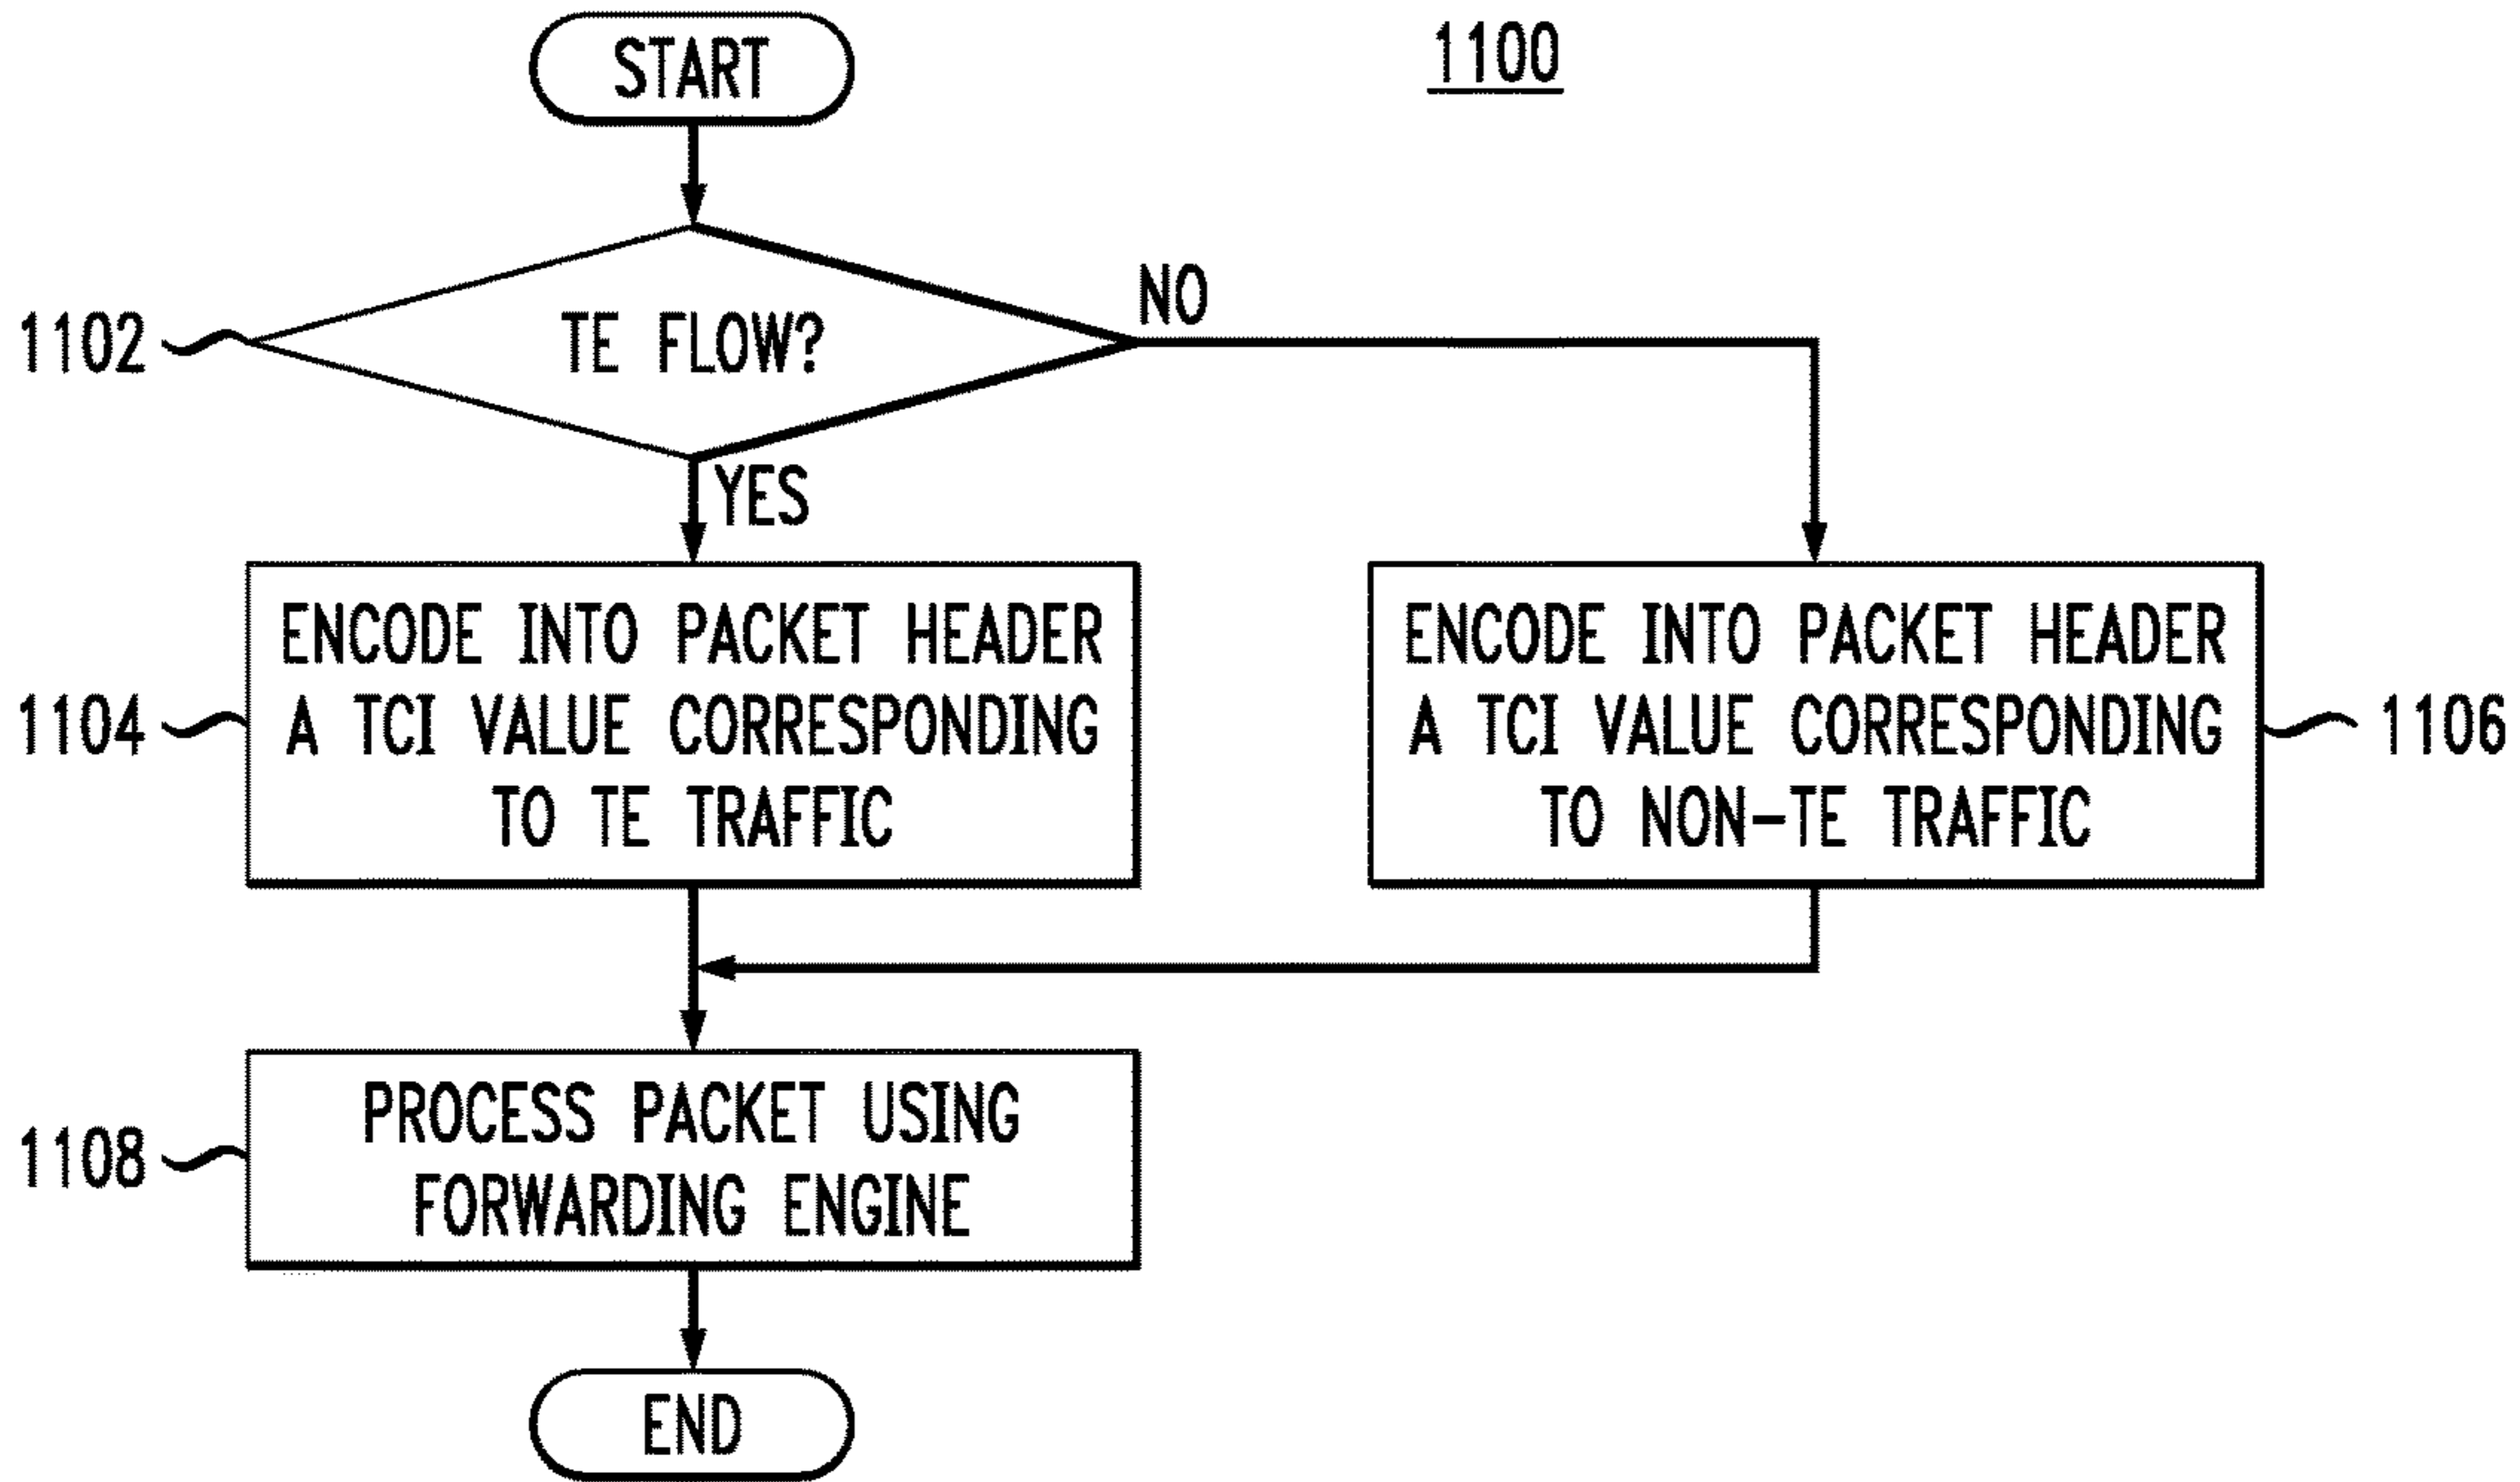 START
1100
1102
TE FLOW?
NO
YES
1104
ENCODE INTO PACKET HEADER
A TCI VALUE CORRESPONDING
TO TE TRAFFIC
ENCODE INTO PACKET HEADER
A TCI VALUE CORRESPONDING
TO NON-TE TRAFFIC
1106
1108
PROCESS PACKET USING
FORWARDING ENGINE
END